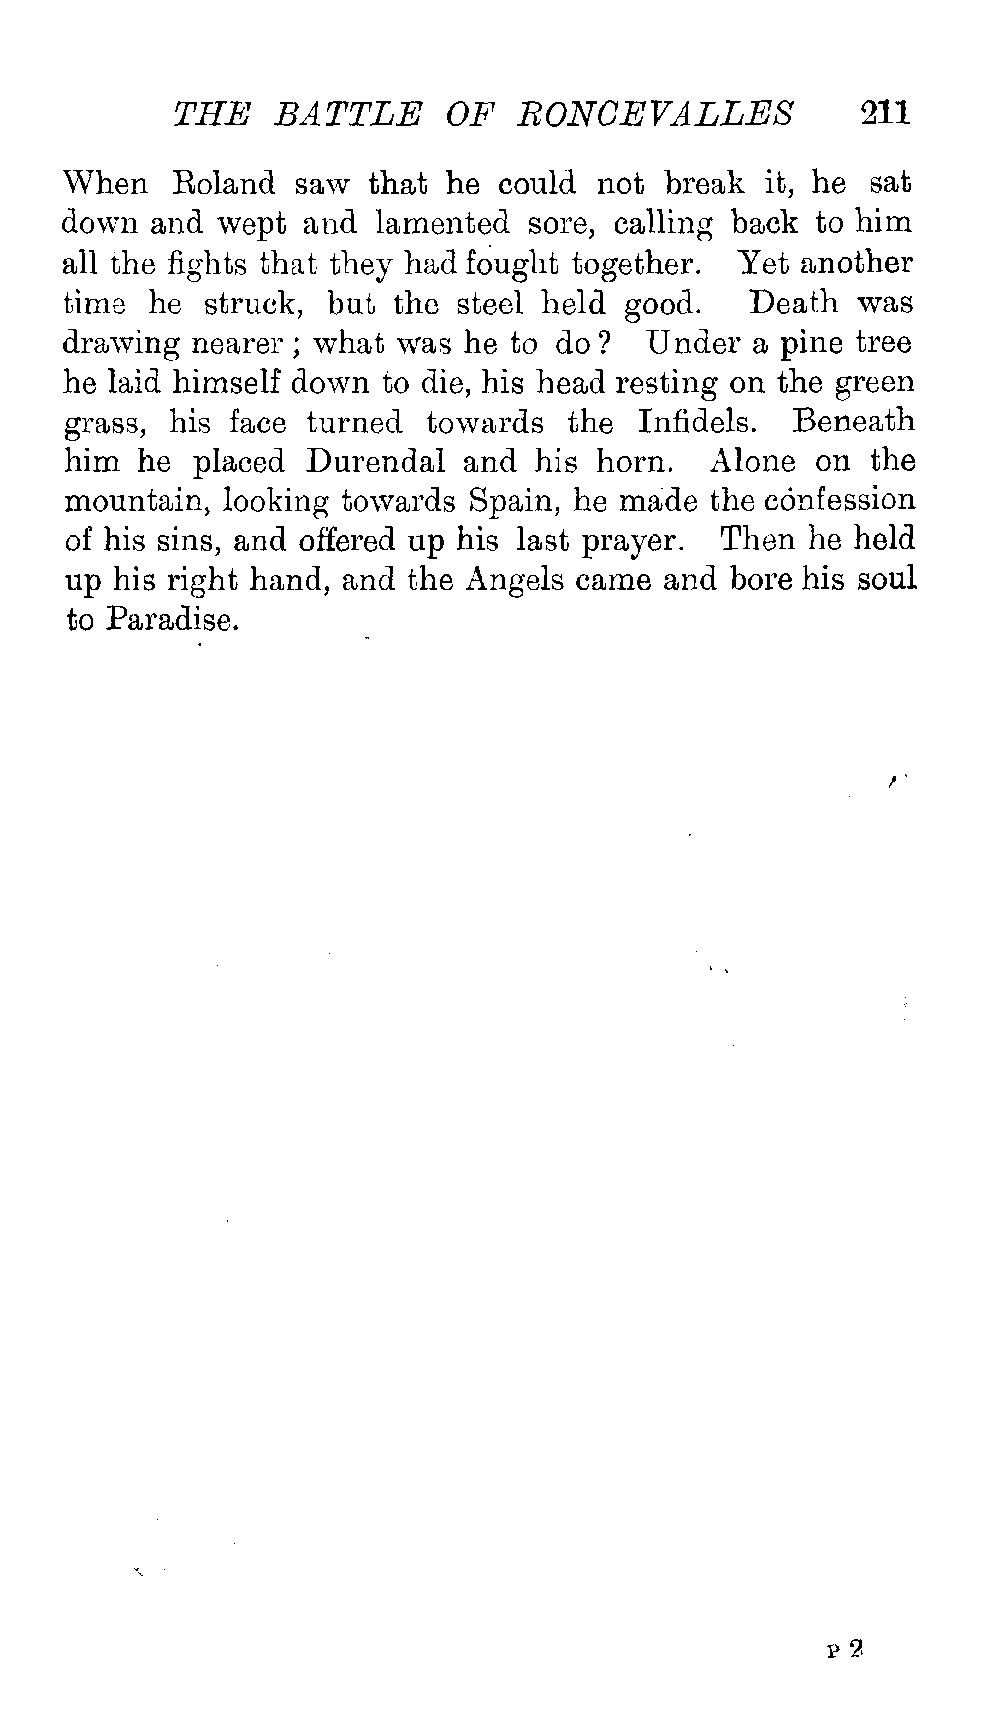 THE BATTLE OF RONCEVALLES 211
When Roland saw that he could not break it, he sat
down and wept and lamented sore, calling back to him
all the fights that they had fought together. Yet another
time he struck, but the steel held good. Death was
drawing nearer ; what was he to do ? Under a pine tree
he laid himself down to die, his head resting on the green
grass, his face turned towards the Infidels. Beneath
him he placed Durendal and his horn. Alone on the
mountain, looking towards Spain, he made the confession
of his sins, and offered up his last prayer. Then he held
up his right hand, and the Angels came and bore his soul
to Paradise.
P 2